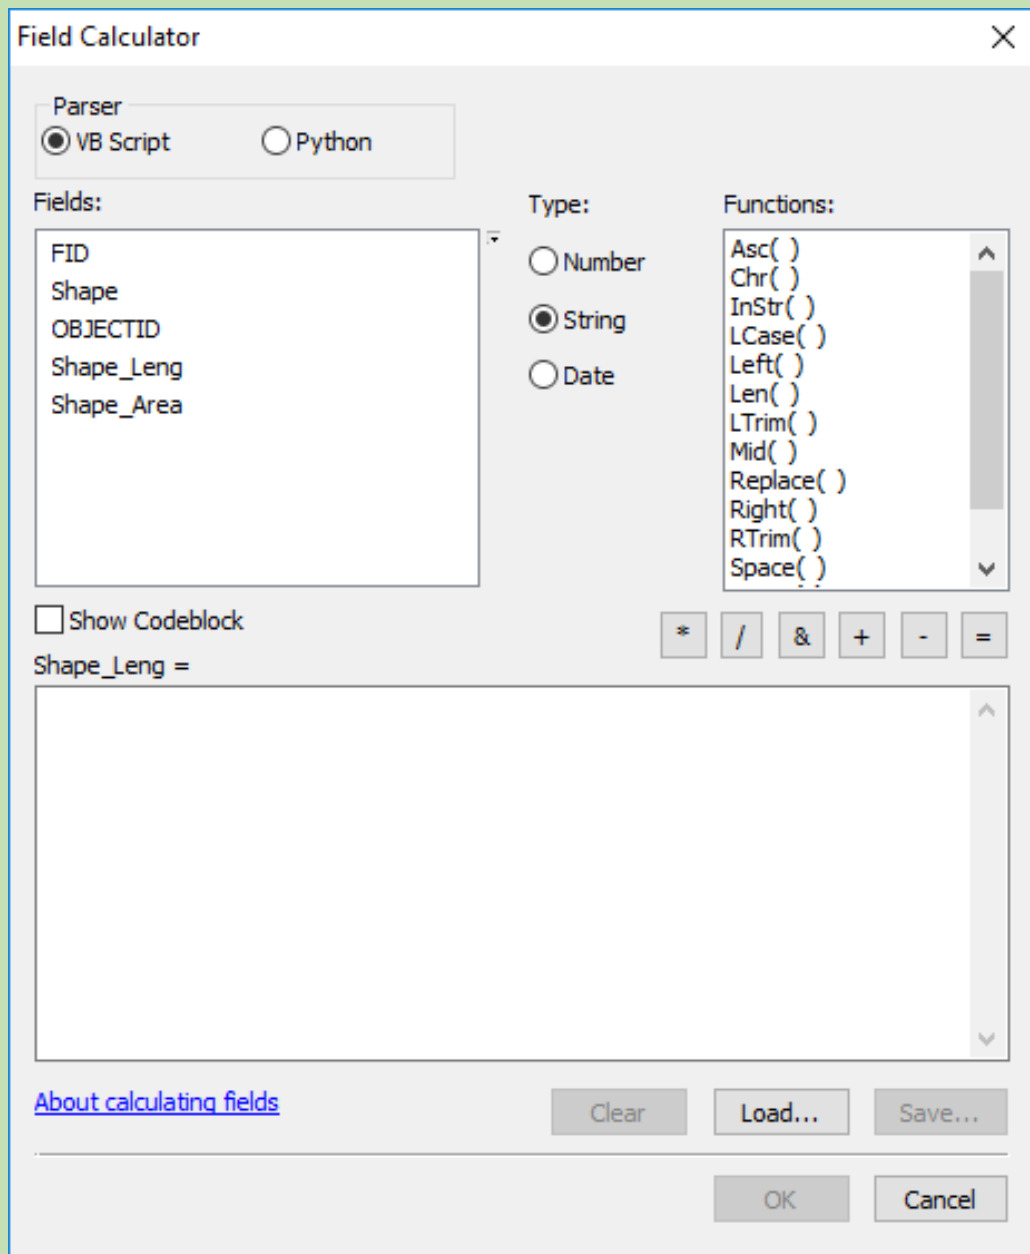 Field Calculator
Parser
VB Script Python
Fields: Type: Functions:
FID
Shape
OBJECTID
Shape_Leng
Shape_Area
Number
String
Date
Asc( )
Chr( )
InStr( )
LCase( )
Left( )
Len( )
LTrim( )
Mid( )
Replace( )
Right( )
RTrim( )
Space( )
Show Codeblock
* / & + - =
Shape_Leng =
About calculating fields
Clear Load... Save...
OK Cancel